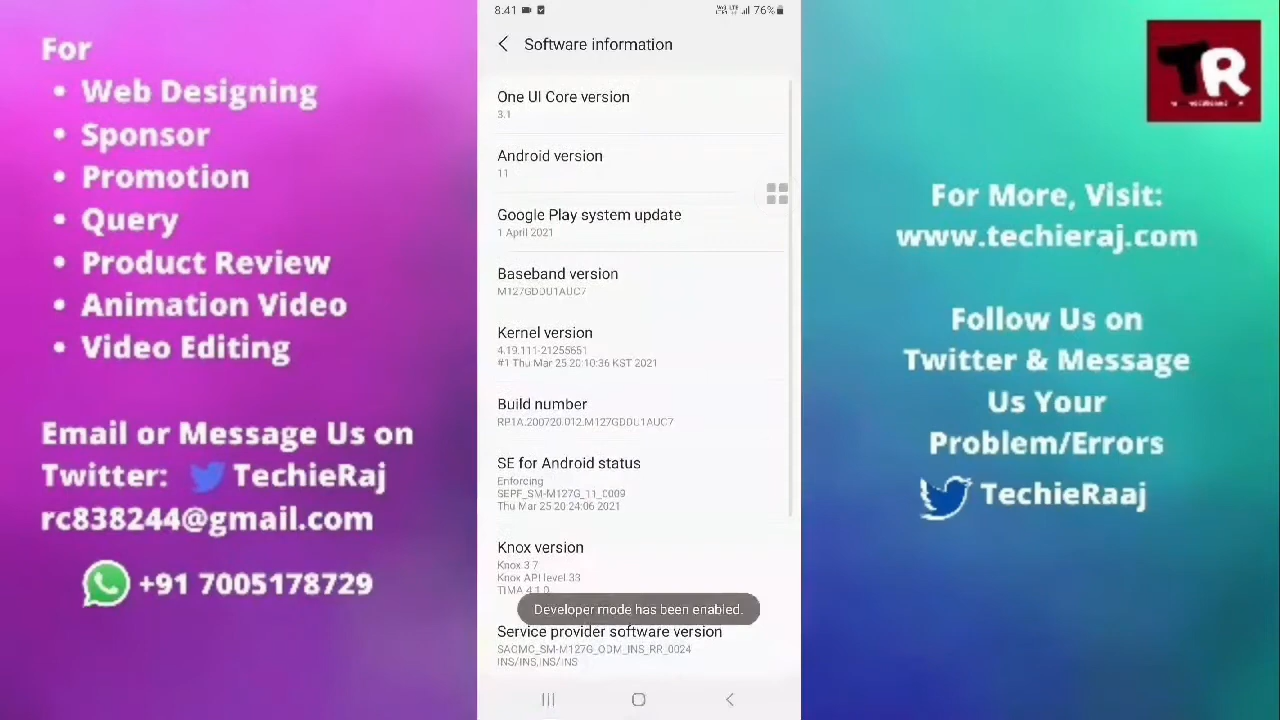 For
• Web Designing
• Sponsor
• Promotion
• Query
• Product Review
• Animation Video
• Video Editing
Email or Message Us on
Twitter: TechieRaj
rc838244@gmail.com
+91 7005178729
8:41
76%
Software information
One UI Core version
3.1
Android version
11
Google Play system update
1 April 2021
Baseband version
M127GDDU1AUC7
Kernel version
4.19.111-21255651
#1 Thu Mar 25 20:10:36 KST 2021
Build number
RP1A.200720.012.M127GDDU1AUC7
SE for Android status
Enforcing
SEPF_SM-M127G_11_0009
Thu Mar 25 20:24:06 2021
Knox version
Knox 3.7
Knox API level 33
TIMA 4.1.0
Developer mode has been enabled.
Service provider software version
SAOMC_SM-M127G_ODM_INS_RR_0024
INS/INS,INS/INS
TR
For More, Visit:
www.techieraj.com
Follow Us on
Twitter & Message
Us Your
Problem/Errors
TechieRaaj